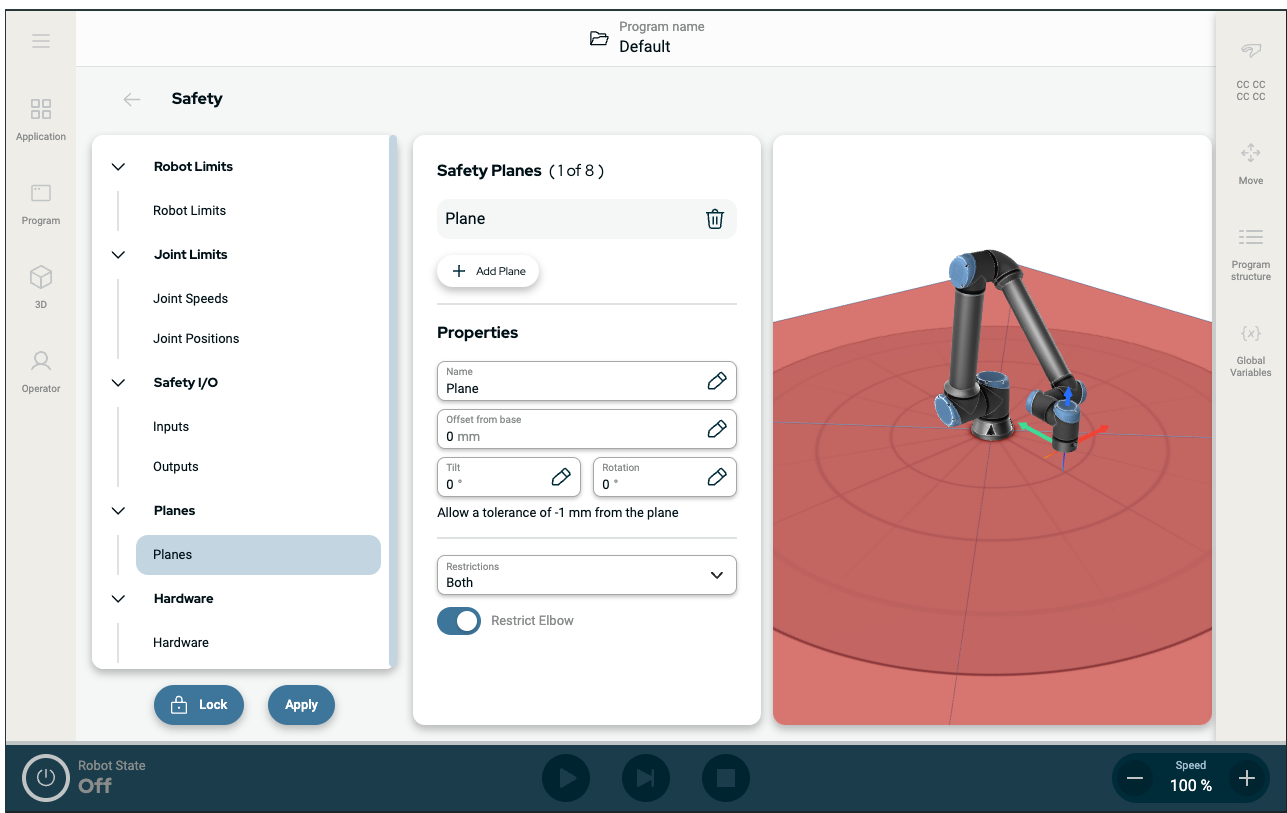 Program name
Default
Application
Program
3D
Operator
Safety
Robot Limits
Robot Limits
Joint Limits
Joint Speeds
Joint Positions
Safety I/O
Inputs
Outputs
Planes
Planes
Hardware
Hardware
Lock
Apply
Safety Planes ( 1 of 8 )
Plane
Add Plane
Properties
Name
Plane
Offset from base
0 mm
Tilt
0 °
Rotation
0 °
Allow a tolerance of -1 mm from the plane
Restrictions
Both
Restrict Elbow
CC CC
CC CC
Move
Program
structure
{x}
Global
Variables
Robot State
Off
Speed
100 %